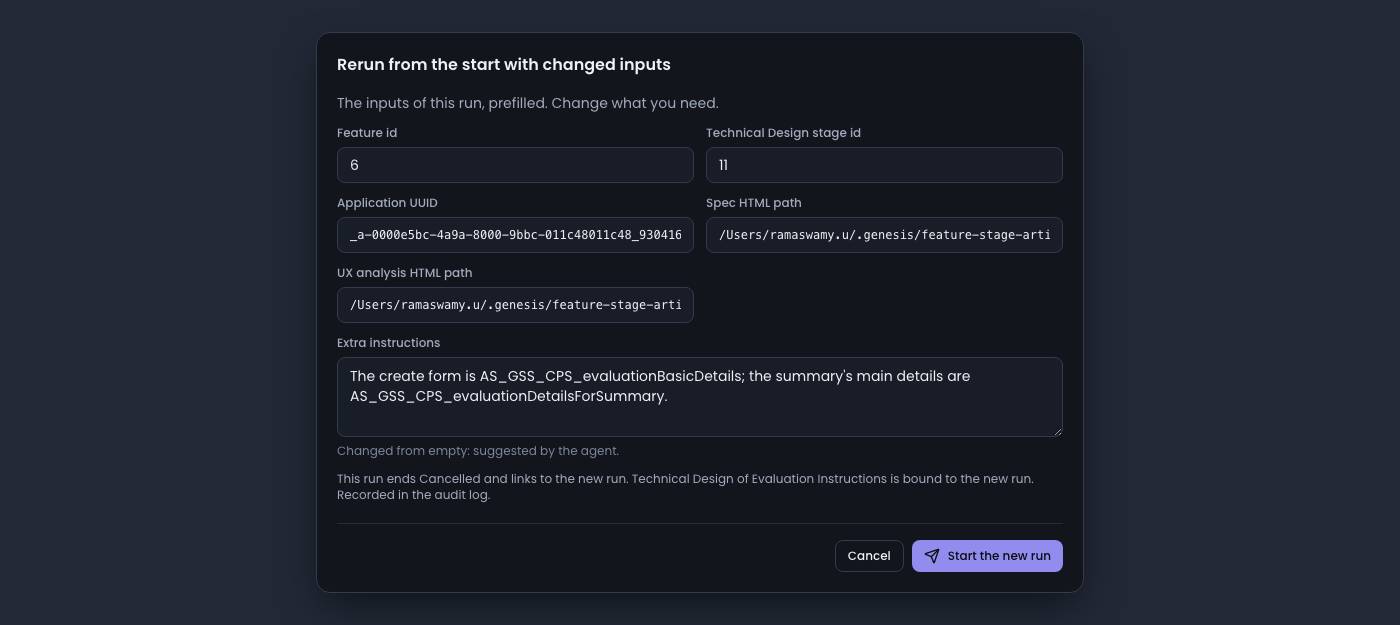 Rerun from the start with changed inputs
The inputs of this run, prefilled. Change what you need.
Feature id
Technical Design stage id
6
11
Application UUID
Spec HTML path
_a-0000e5bc-4a9a-8000-9bbc-011c48011c48_930416
/Users/ramaswamy.u/.genesis/feature-stage-arti
UX analysis HTML path
/Users/ramaswamy.u/.genesis/feature-stage-arti
Extra instructions
The create form is AS_GSS_CPS_evaluationBasicDetails; the summary's main details are
AS_GSS_CPS_evaluationDetailsForSummary.
Changed from empty: suggested by the agent.
This run ends Cancelled and links to the new run. Technical Design of Evaluation Instructions is bound to the new run.
Recorded in the audit log.
Cancel
Start the new run